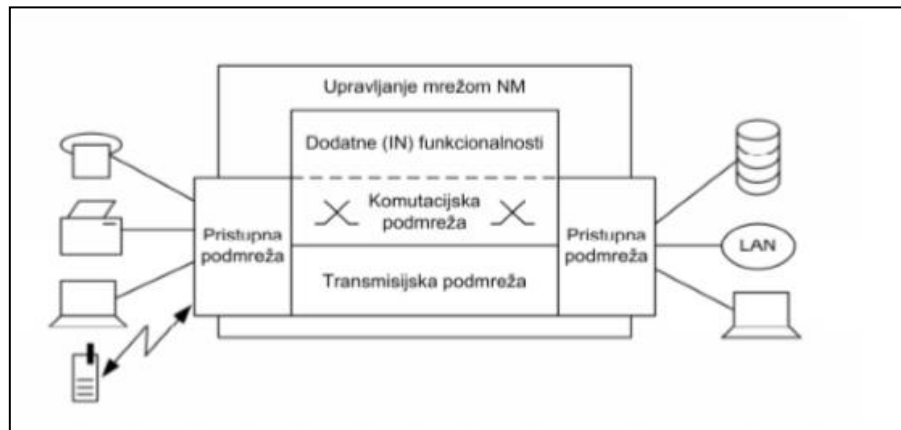 Upravljanje mrežom NM
Dodatne (IN) funkcionalnosti
Komutacijska
podmreža
Pristupna
podmreža
Pristupna
podmreža
LAN
Transmisijska podmreža